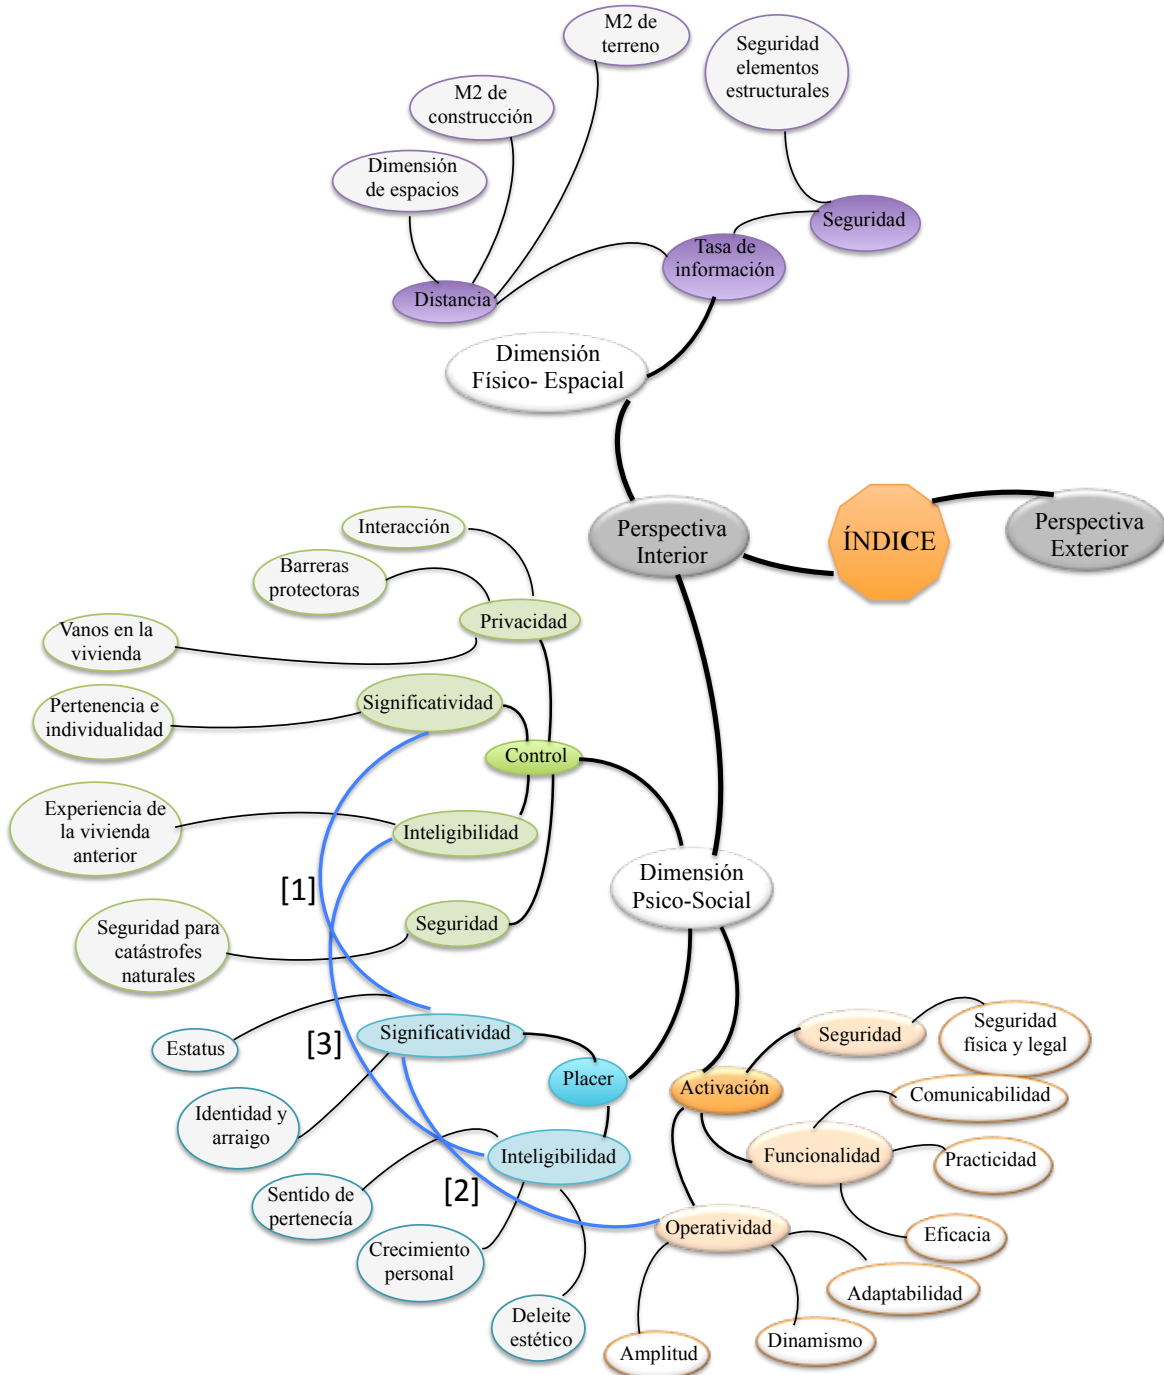 M2 de
terreno
Seguridad
elementos
estructurales
M2 de
construcción
Dimensión
de espacios
Seguridad
Tasa de
información
Distancia
Dimensión
Físico- Espacial
Perspectiva
Interior
ÍNDICE
Perspectiva
Exterior
Interacción
Barreras
protectoras
Privacidad
Vanos en la
vivienda
Significatividad
Pertenencia e
individualidad
Control
Experiencia de
la vivienda
anterior
Inteligibilidad
Dimensión
Psico-Social
[1]
Seguridad
Seguridad para
catástrofes
naturales
Significatividad
[3]
Estatus
Seguridad
Seguridad
física y legal
Placer
Activación
Comunicabilidad
Identidad y
arraigo
Inteligibilidad
Funcionalidad
Practicidad
[2]
Sentido de
pertenecía
Operatividad
Eficacia
Crecimiento
personal
Adaptabilidad
Deleite
estético
Dinamismo
Amplitud